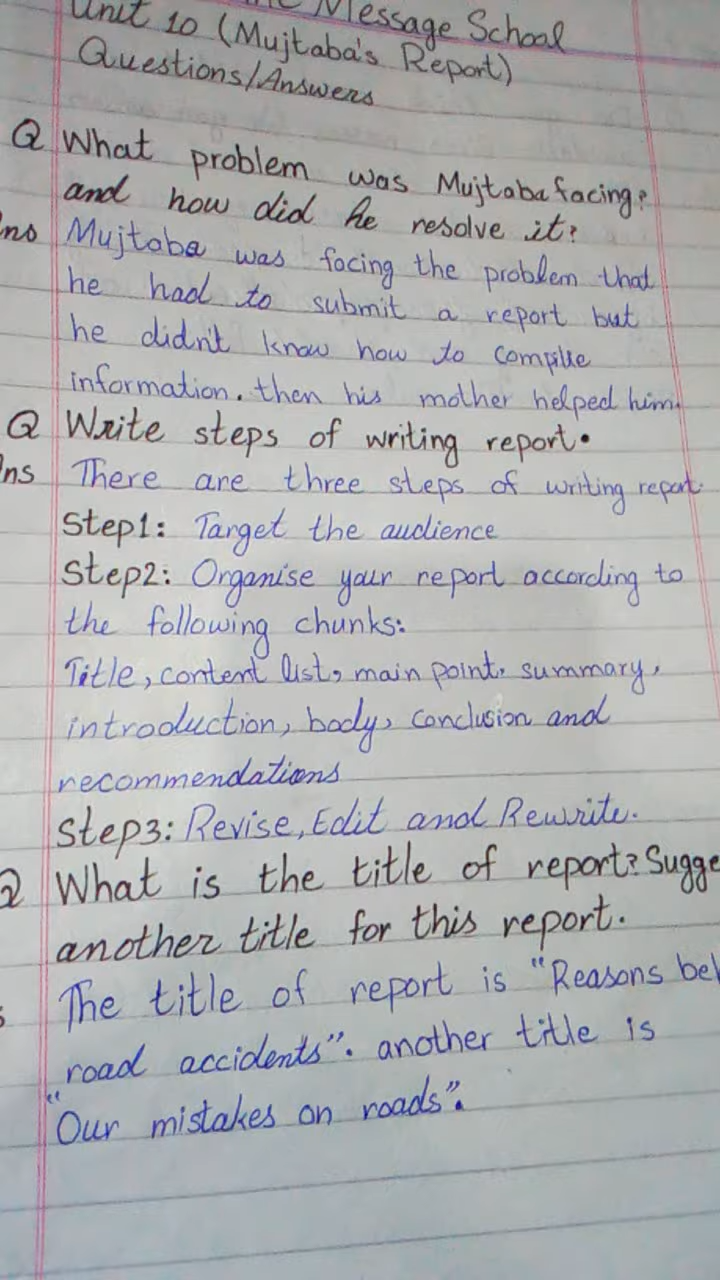 Message School
Unit 10 (Mujtaba's Report)
Questions/Answers
Q What problem was Mujtaba facing?
and how did he resolve it?
Mujtaba was facing the problem that
he had to submit a report but
he didn't know how to compile
information. then his mother helped him.
Q Write steps of writing report.
ns There are three steps of writing report
Step1: Target the audience
Step2: Organise your report according to
the following chunks:
Title, content list, main point, summary,
introduction, body, conclusion and
recommendations
Step3: Revise, Edit and Rewrite.
Q What is the title of report? Sugge
another title for this report.
The title of report is "Reasons be
road accidents". another title is
"Our mistakes on roads".